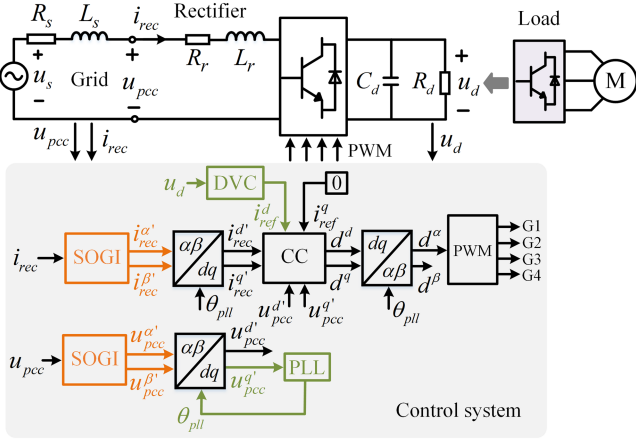 R_s L_s i_rec Rectifier Load
+ u_s − Grid + u_pcc − R_r L_r C_d R_d + u_d − M
u_pcc i_rec PWM u_d
u_d DVC 0
i_ref^d i_ref^q
i_rec SOGI i_rec^α' i_rec^β' αβ dq i_rec^d' i_rec^q' CC d^d d^q dq αβ d^α d^β PWM G1 G2 G3 G4
θ_pll u_pcc^d' u_pcc^q' θ_pll
u_pcc SOGI u_pcc^α' u_pcc^β' αβ dq u_pcc^d' u_pcc^q' PLL
θ_pll
Control system